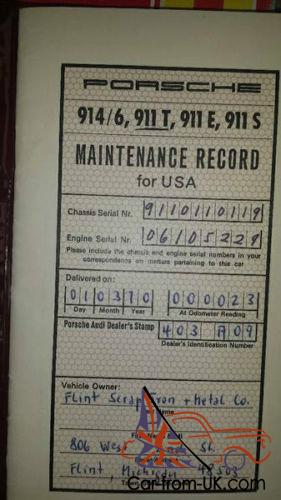 PORSCHE
914/6, 911 T, 911 E, 911 S
MAINTENANCE RECORD
for USA
Chassis Serial Nr. 9110110119
Engine Serial Nr. 06105229
Please include the chassis and engine serial numbers in your
correspondence on matters pertaining to this car
Delivered on:
010370 000023
Day Month Year At Odometer Reading
Porsche Audi Dealer's Stamp 403 A09
Dealer's Identification Number
Vehicle Owner:
Flint Scrap Iron + Metal Co.
Name
806 West St.
Flint, Michigan 48503
Car-from-UK.com